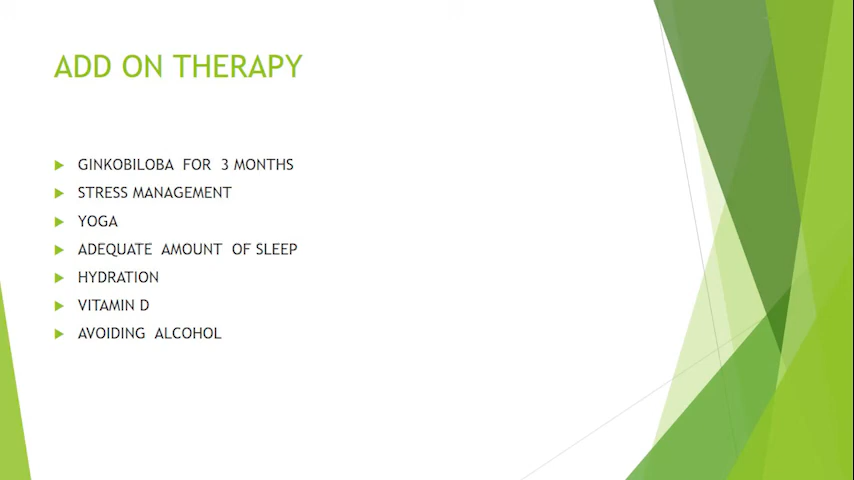 ADD ON THERAPY
GINKOBILOBA FOR 3 MONTHS
STRESS MANAGEMENT
YOGA
ADEQUATE AMOUNT OF SLEEP
HYDRATION
VITAMIN D
AVOIDING ALCOHOL